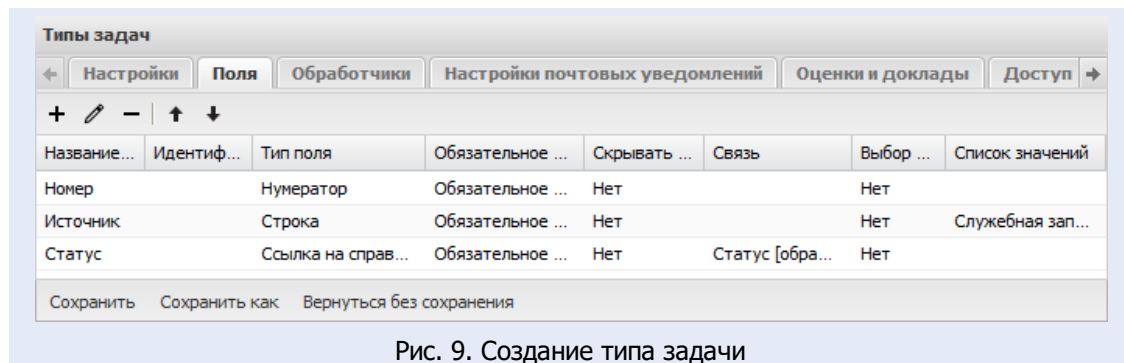 Типы задач
Настройки Поля Обработчики Настройки почтовых уведомлений Оценки и доклады Доступ
Название... Идентиф... Тип поля Обязательное ... Скрывать ... Связь Выбор ... Список значений
Номер Нумератор Обязательное ... Нет Нет
Источник Строка Обязательное ... Нет Нет Служебная зап...
Статус Ссылка на справ... Обязательное ... Нет Статус [обра... Нет
Сохранить Сохранить как Вернуться без сохранения
Рис. 9. Создание типа задачи